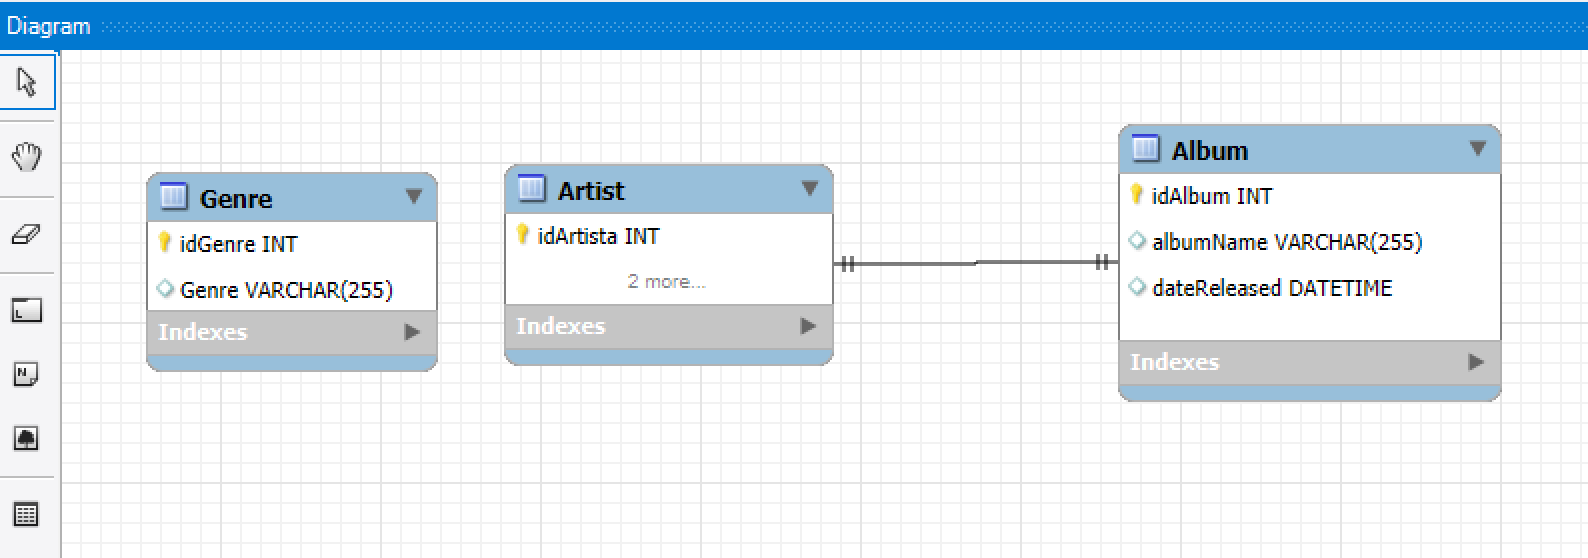 Diagram
Genre
idGenre INT
Genre VARCHAR(255)
Indexes
Artist
idArtista INT
2 more...
Indexes
Album
idAlbum INT
albumName VARCHAR(255)
dateReleased DATETIME
Indexes
L
N